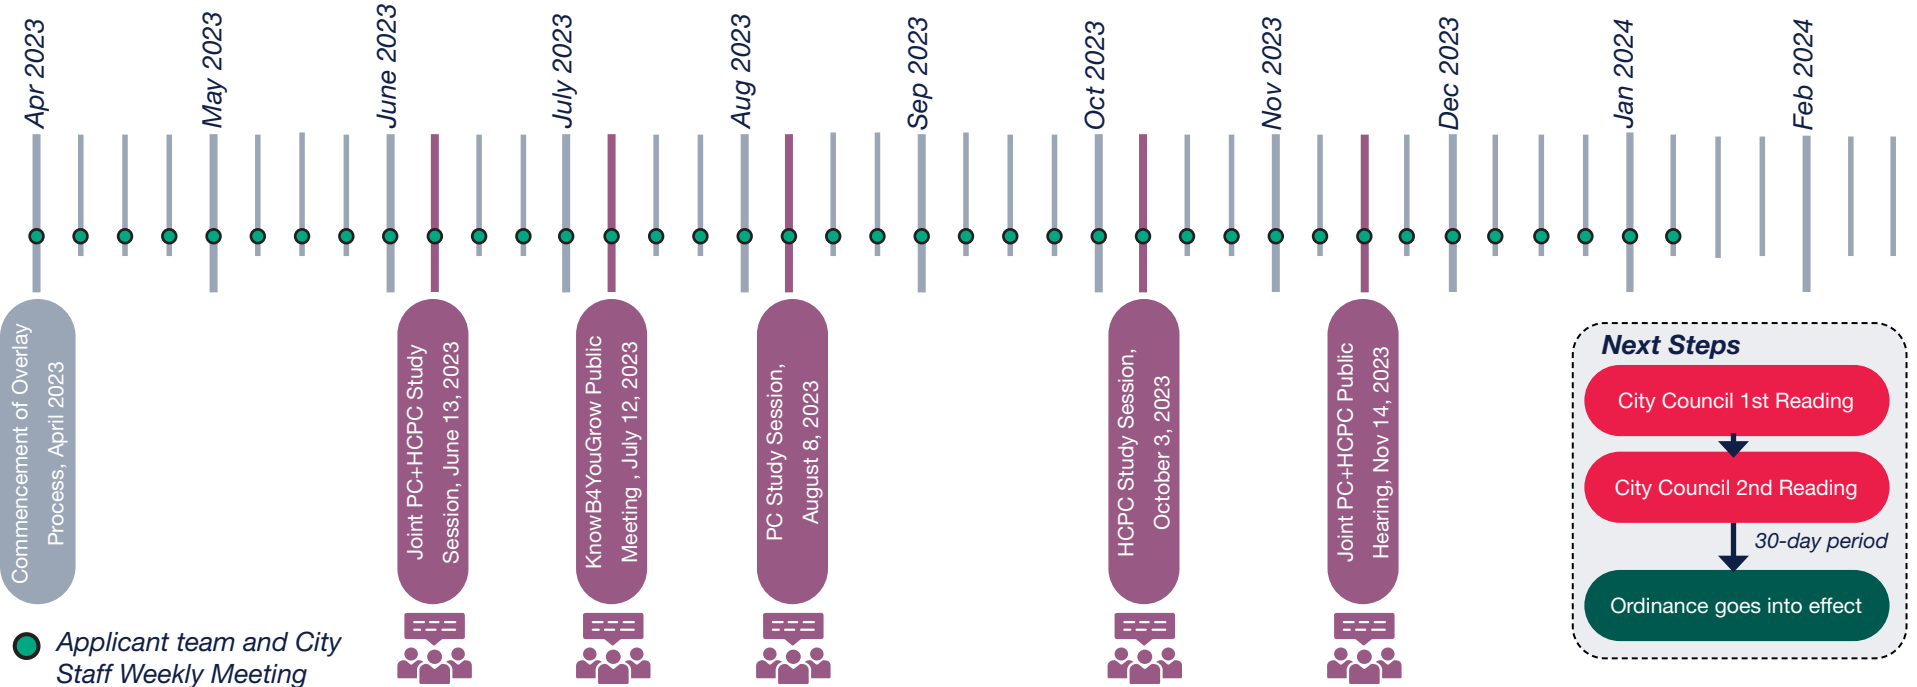 Apr 2023
May 2023
June 2023
July 2023
Aug 2023
Sep 2023
Oct 2023
Nov 2023
Dec 2023
Jan 2024
Feb 2024
Commencement of Overlay
Process, April 2023
Joint PC+HCPC Study
Session, June 13, 2023
KnowB4YouGrow Public
Meeting , July 12, 2023
PC Study Session,
August 8, 2023
HCPC Study Session,
October 3, 2023
Joint PC+HCPC Public
Hearing, Nov 14, 2023
Next Steps
City Council 1st Reading
City Council 2nd Reading
30-day period
Ordinance goes into effect
Applicant team and City
Staff Weekly Meeting